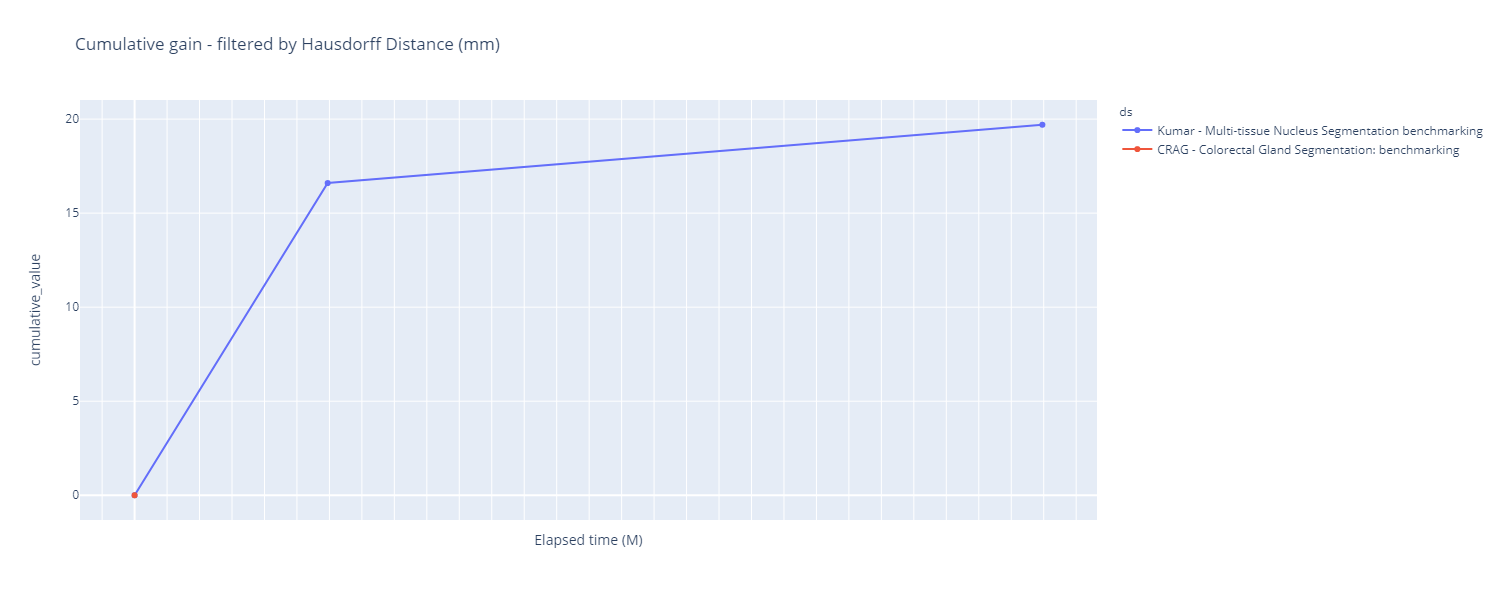 Cumulative gain - filtered by Hausdorff Distance (mm)
ds
Kumar - Multi-tissue Nucleus Segmentation benchmarking
CRAG - Colorectal Gland Segmentation: benchmarking
20
15
10
5
0
cumulative_value
Elapsed time (M)